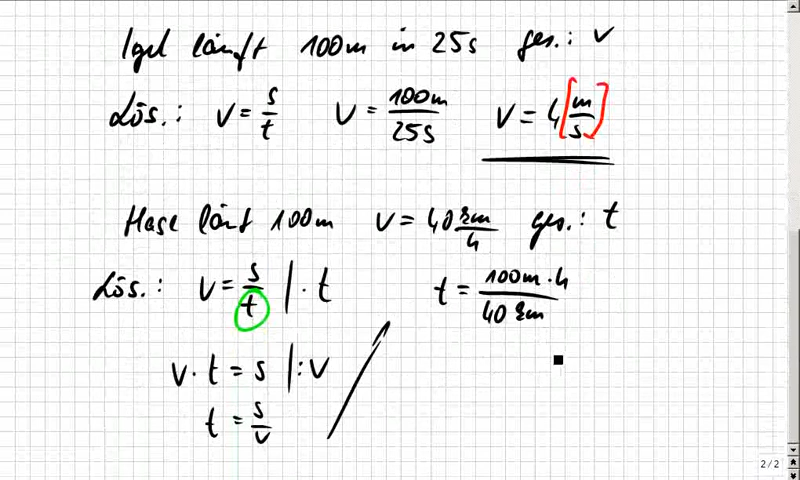 Igel läuft 100m in 25s ges.: v
Lös.: v = s/t v = 100m/25s v = 4 [m/s]
Hase läuft 100m v = 40 km/h ges.: t
Lös.: v = s/t | · t t = 100m · h/40 km
v · t = s | : v
t = s/v
2/2